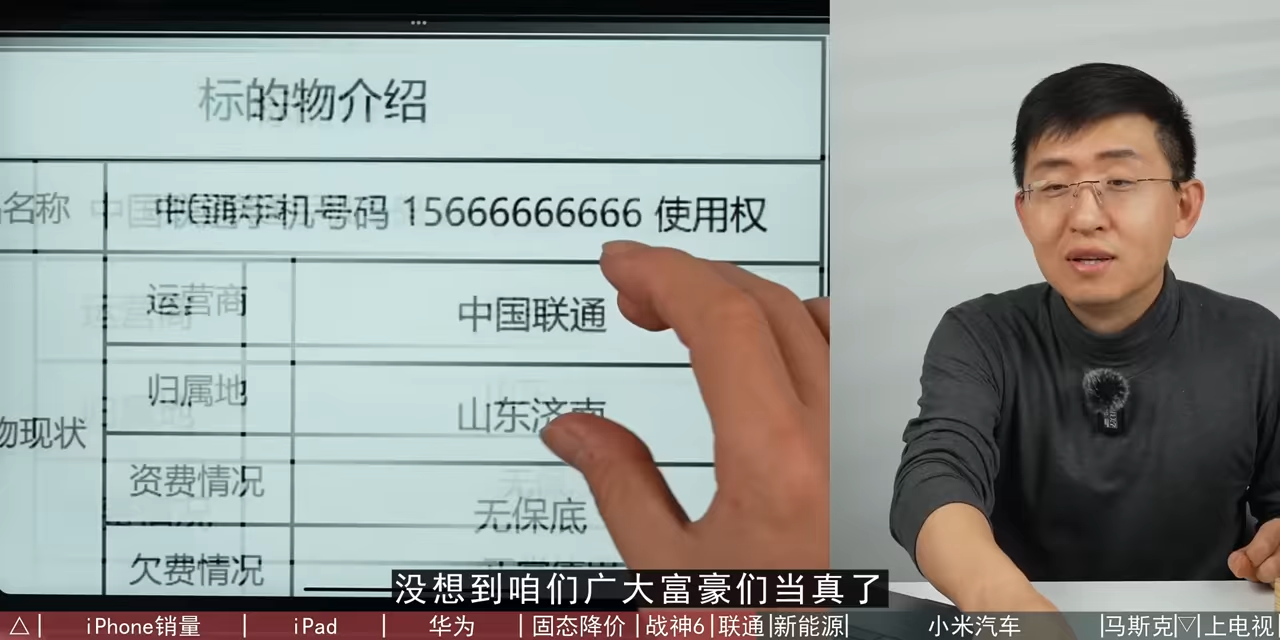 标的物介绍
名称 中国联通手机号码 15666666666 使用权
运营商 中国联通
归属地 山东济南
物现状
资费情况 无保底
欠费情况
没想到咱们广大富豪们当真了
△| iPhone销量 | iPad | 华为 |固态降价|战神6|联通|新能源| 小米汽车 |马斯克|▽|上电视